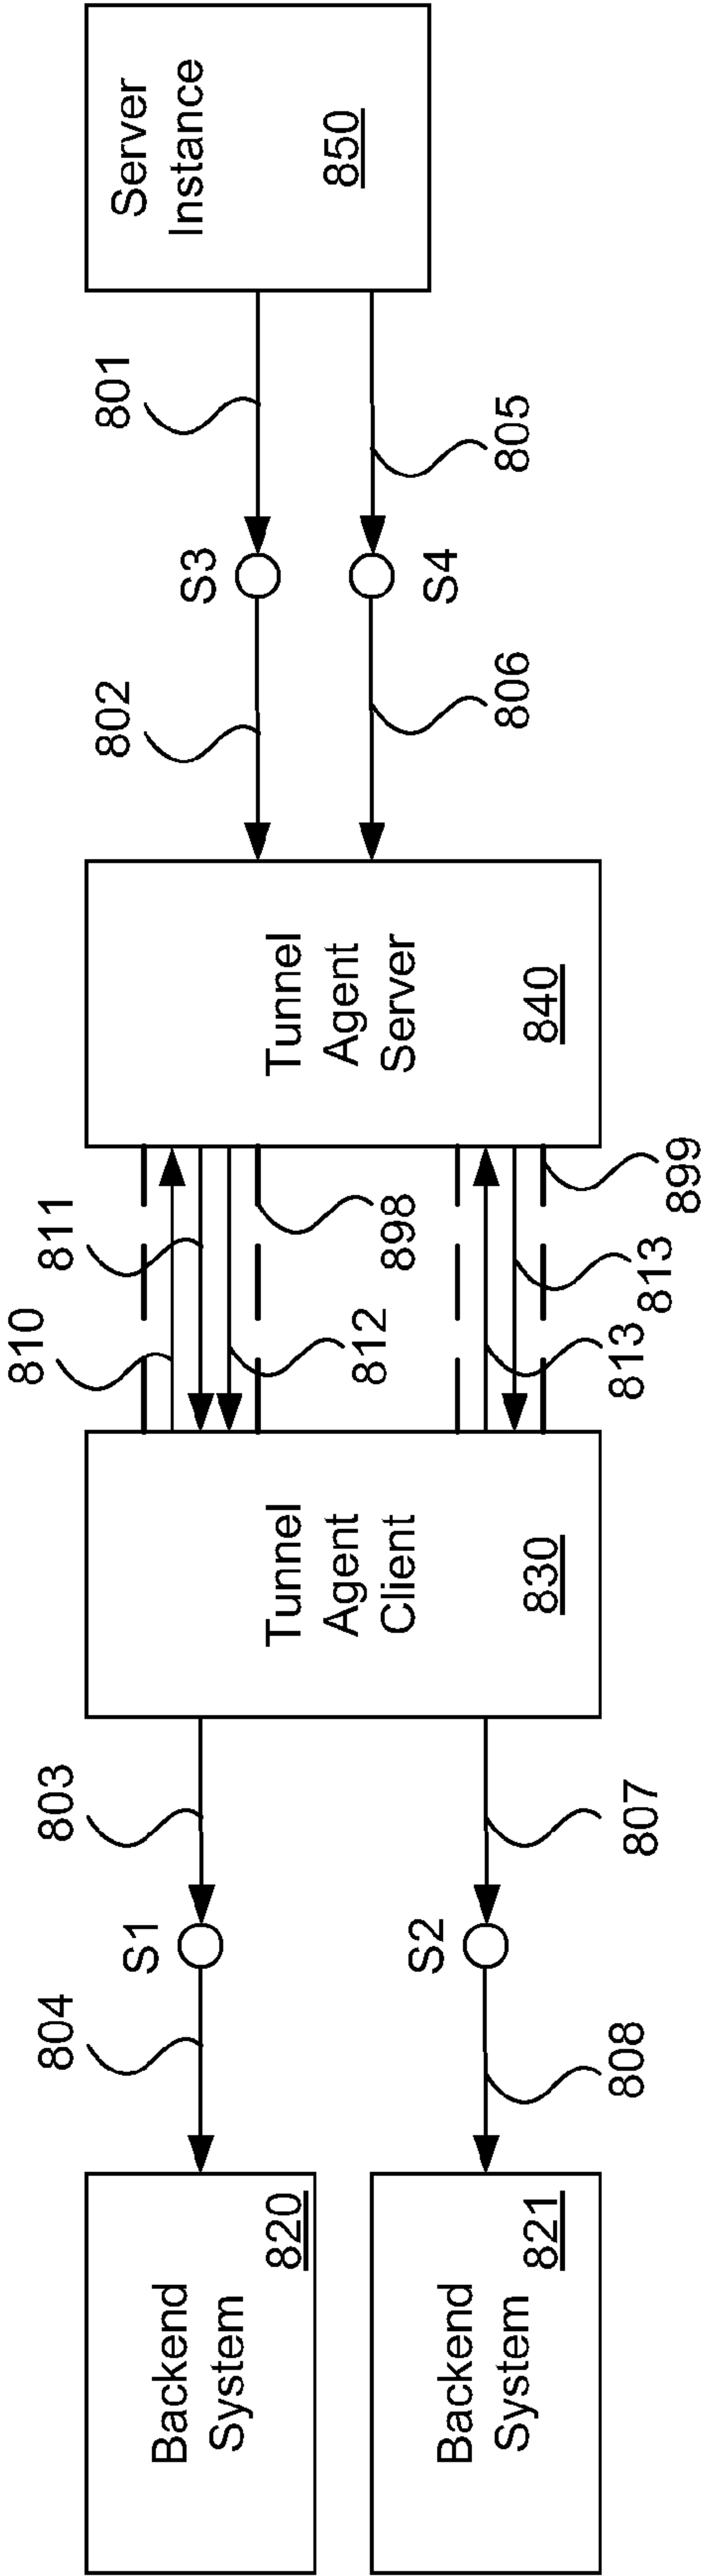 Server
Instance
850
801
805
S3
S4
802
806
Tunnel
Agent
Server
840
811
898
899
810
812
813
813
Tunnel
Agent
Client
830
803
807
S1
S2
804
808
Backend
System
820
Backend
System
821